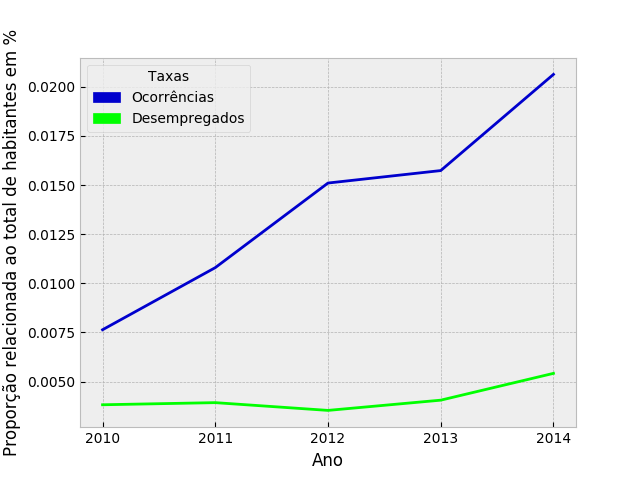 Proporção relacionada ao total de habitantes em %
0.0200
0.0175
0.0150
0.0125
0.0100
0.0075
0.0050
Taxas
Ocorrências
Desempregados
2010 2011 2012 2013 2014
Ano